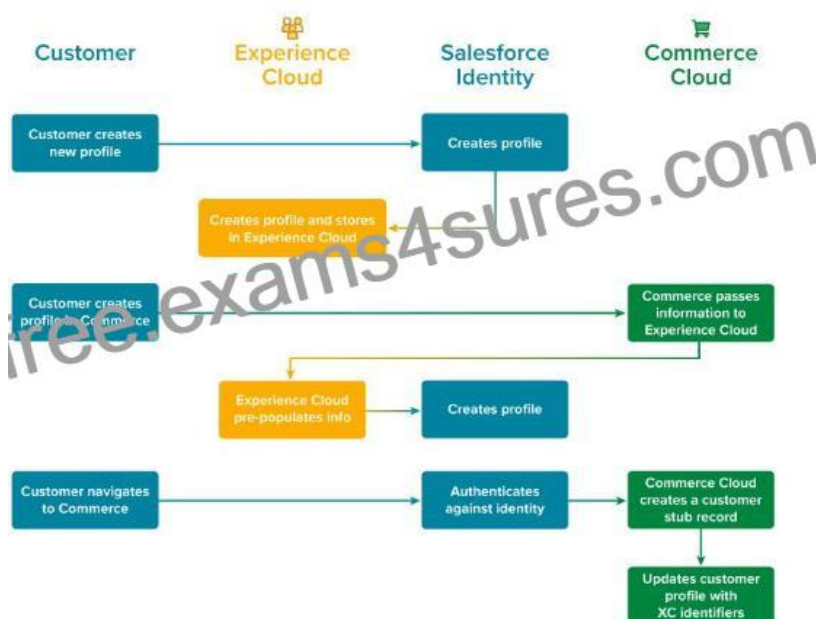 Customer
Experience
Cloud
Salesforce
Identity
Commerce
Cloud
Customer creates
new profile
Creates profile
Creates profile and stores
in Experience Cloud
Customer creates
profile in Commerce
Commerce passes
information to
Experience Cloud
Experience Cloud
pre-populates info
Creates profile
Customer navigates
to Commerce
Authenticates
against identity
Commerce Cloud
creates a customer
stub record
Updates customer
profile with
XC identifiers
free.exams4sures.com